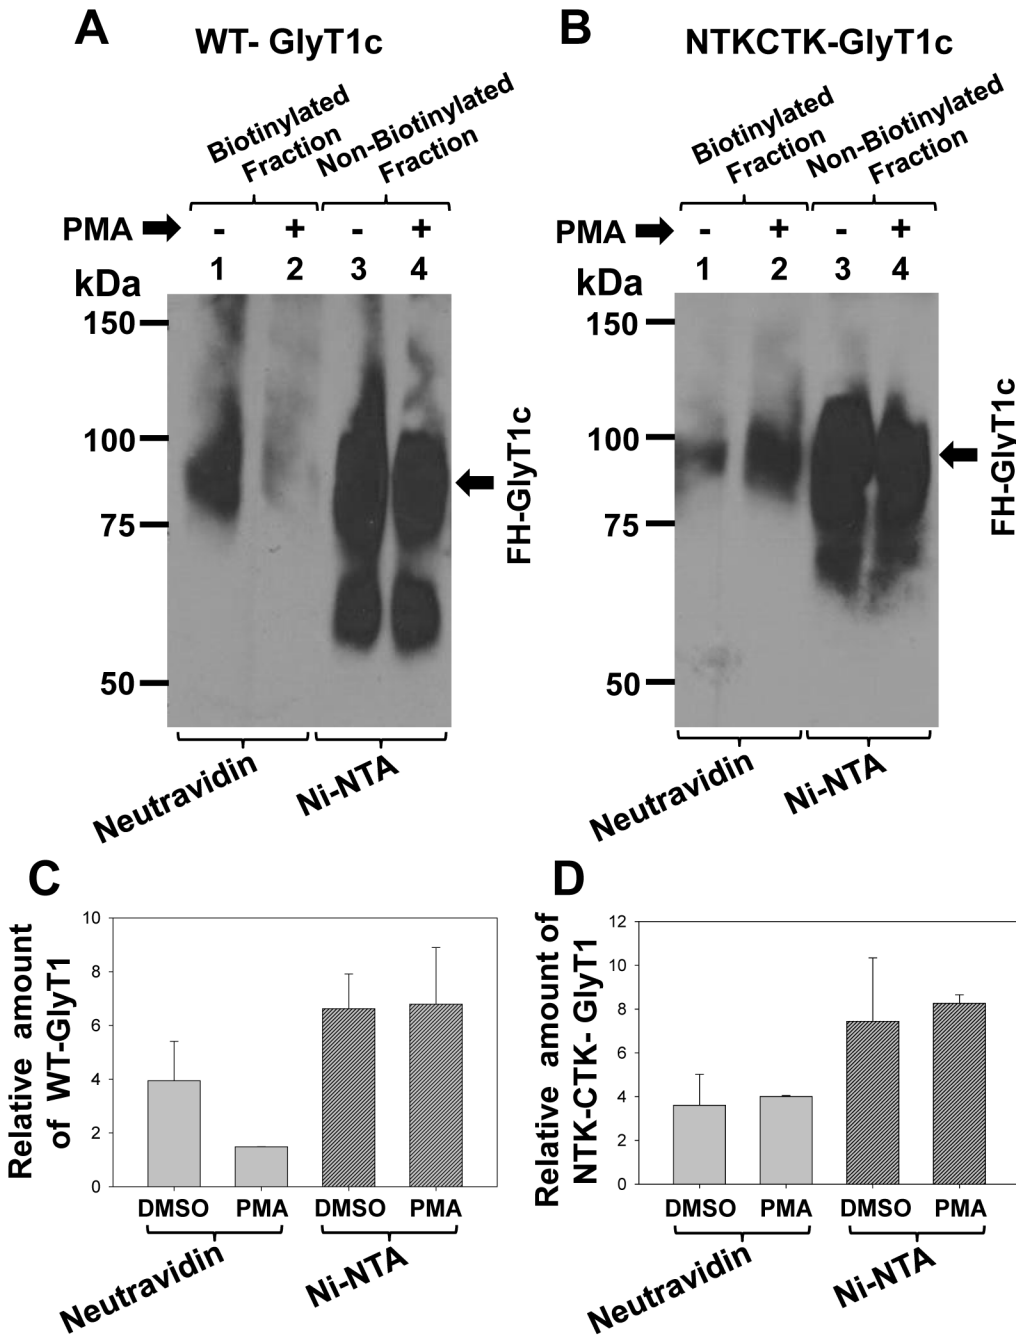 A
WT- GlyT1c
Biotinylated
Fraction
Non-Biotinylated
Fraction
PMA
- + - +
1 2 3 4
kDa
150
100
75
50
FH-GlyT1c
Neutravidin
Ni-NTA
B
NTKCTK-GlyT1c
Biotinylated
Fraction
Non-Biotinylated
Fraction
PMA
- + - +
1 2 3 4
kDa
150
100
75
50
FH-GlyT1c
Neutravidin
Ni-NTA
C
Relative amount
of WT-GlyT1
10
8
6
4
2
0
DMSO PMA DMSO PMA
Neutravidin
Ni-NTA
D
Relative amount of
NTK-CTK- GlyT1
12
10
8
6
4
2
0
DMSO PMA DMSO PMA
Neutravidin
Ni-NTA